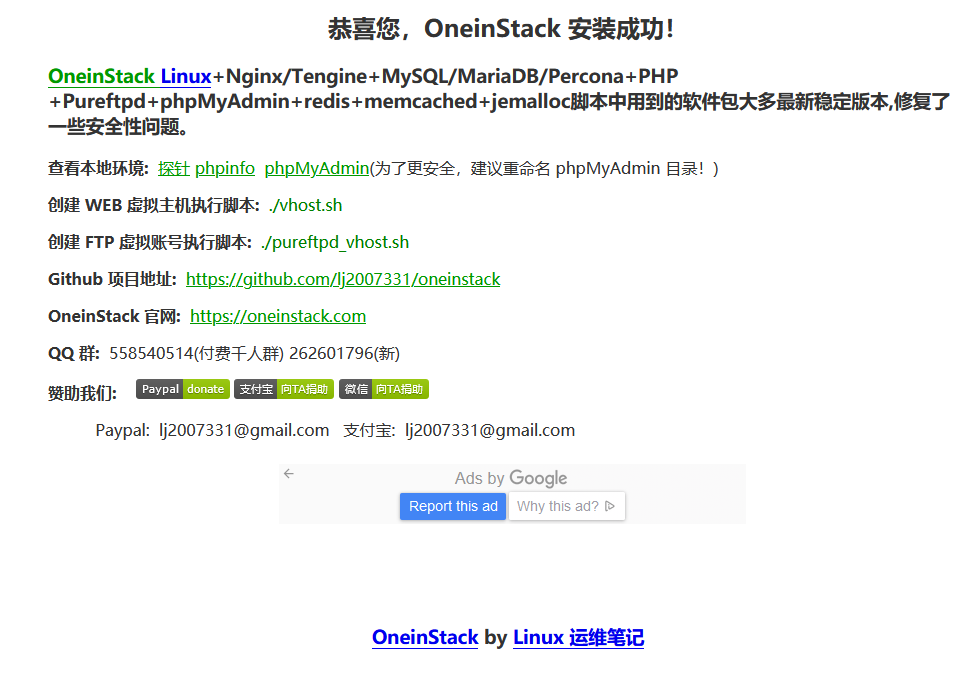 恭喜您，OneinStack 安装成功！
OneinStack Linux+Nginx/Tengine+MySQL/MariaDB/Percona+PHP
+Pureftpd+phpMyAdmin+redis+memcached+jemalloc脚本中用到的软件包大多最新稳定版本,修复了
一些安全性问题。
查看本地环境: 探针 phpinfo phpMyAdmin(为了更安全，建议重命名 phpMyAdmin 目录！)
创建 WEB 虚拟主机执行脚本: ./vhost.sh
创建 FTP 虚拟账号执行脚本: ./pureftpd_vhost.sh
Github 项目地址: https://github.com/lj2007331/oneinstack
OneinStack 官网: https://oneinstack.com
QQ 群: 558540514(付费千人群) 262601796(新)
赞助我们: Paypal donate 支付宝 向TA捐助 微信 向TA捐助
Paypal: lj2007331@gmail.com 支付宝: lj2007331@gmail.com
Ads by Google
Report this ad Why this ad?
OneinStack by Linux 运维笔记